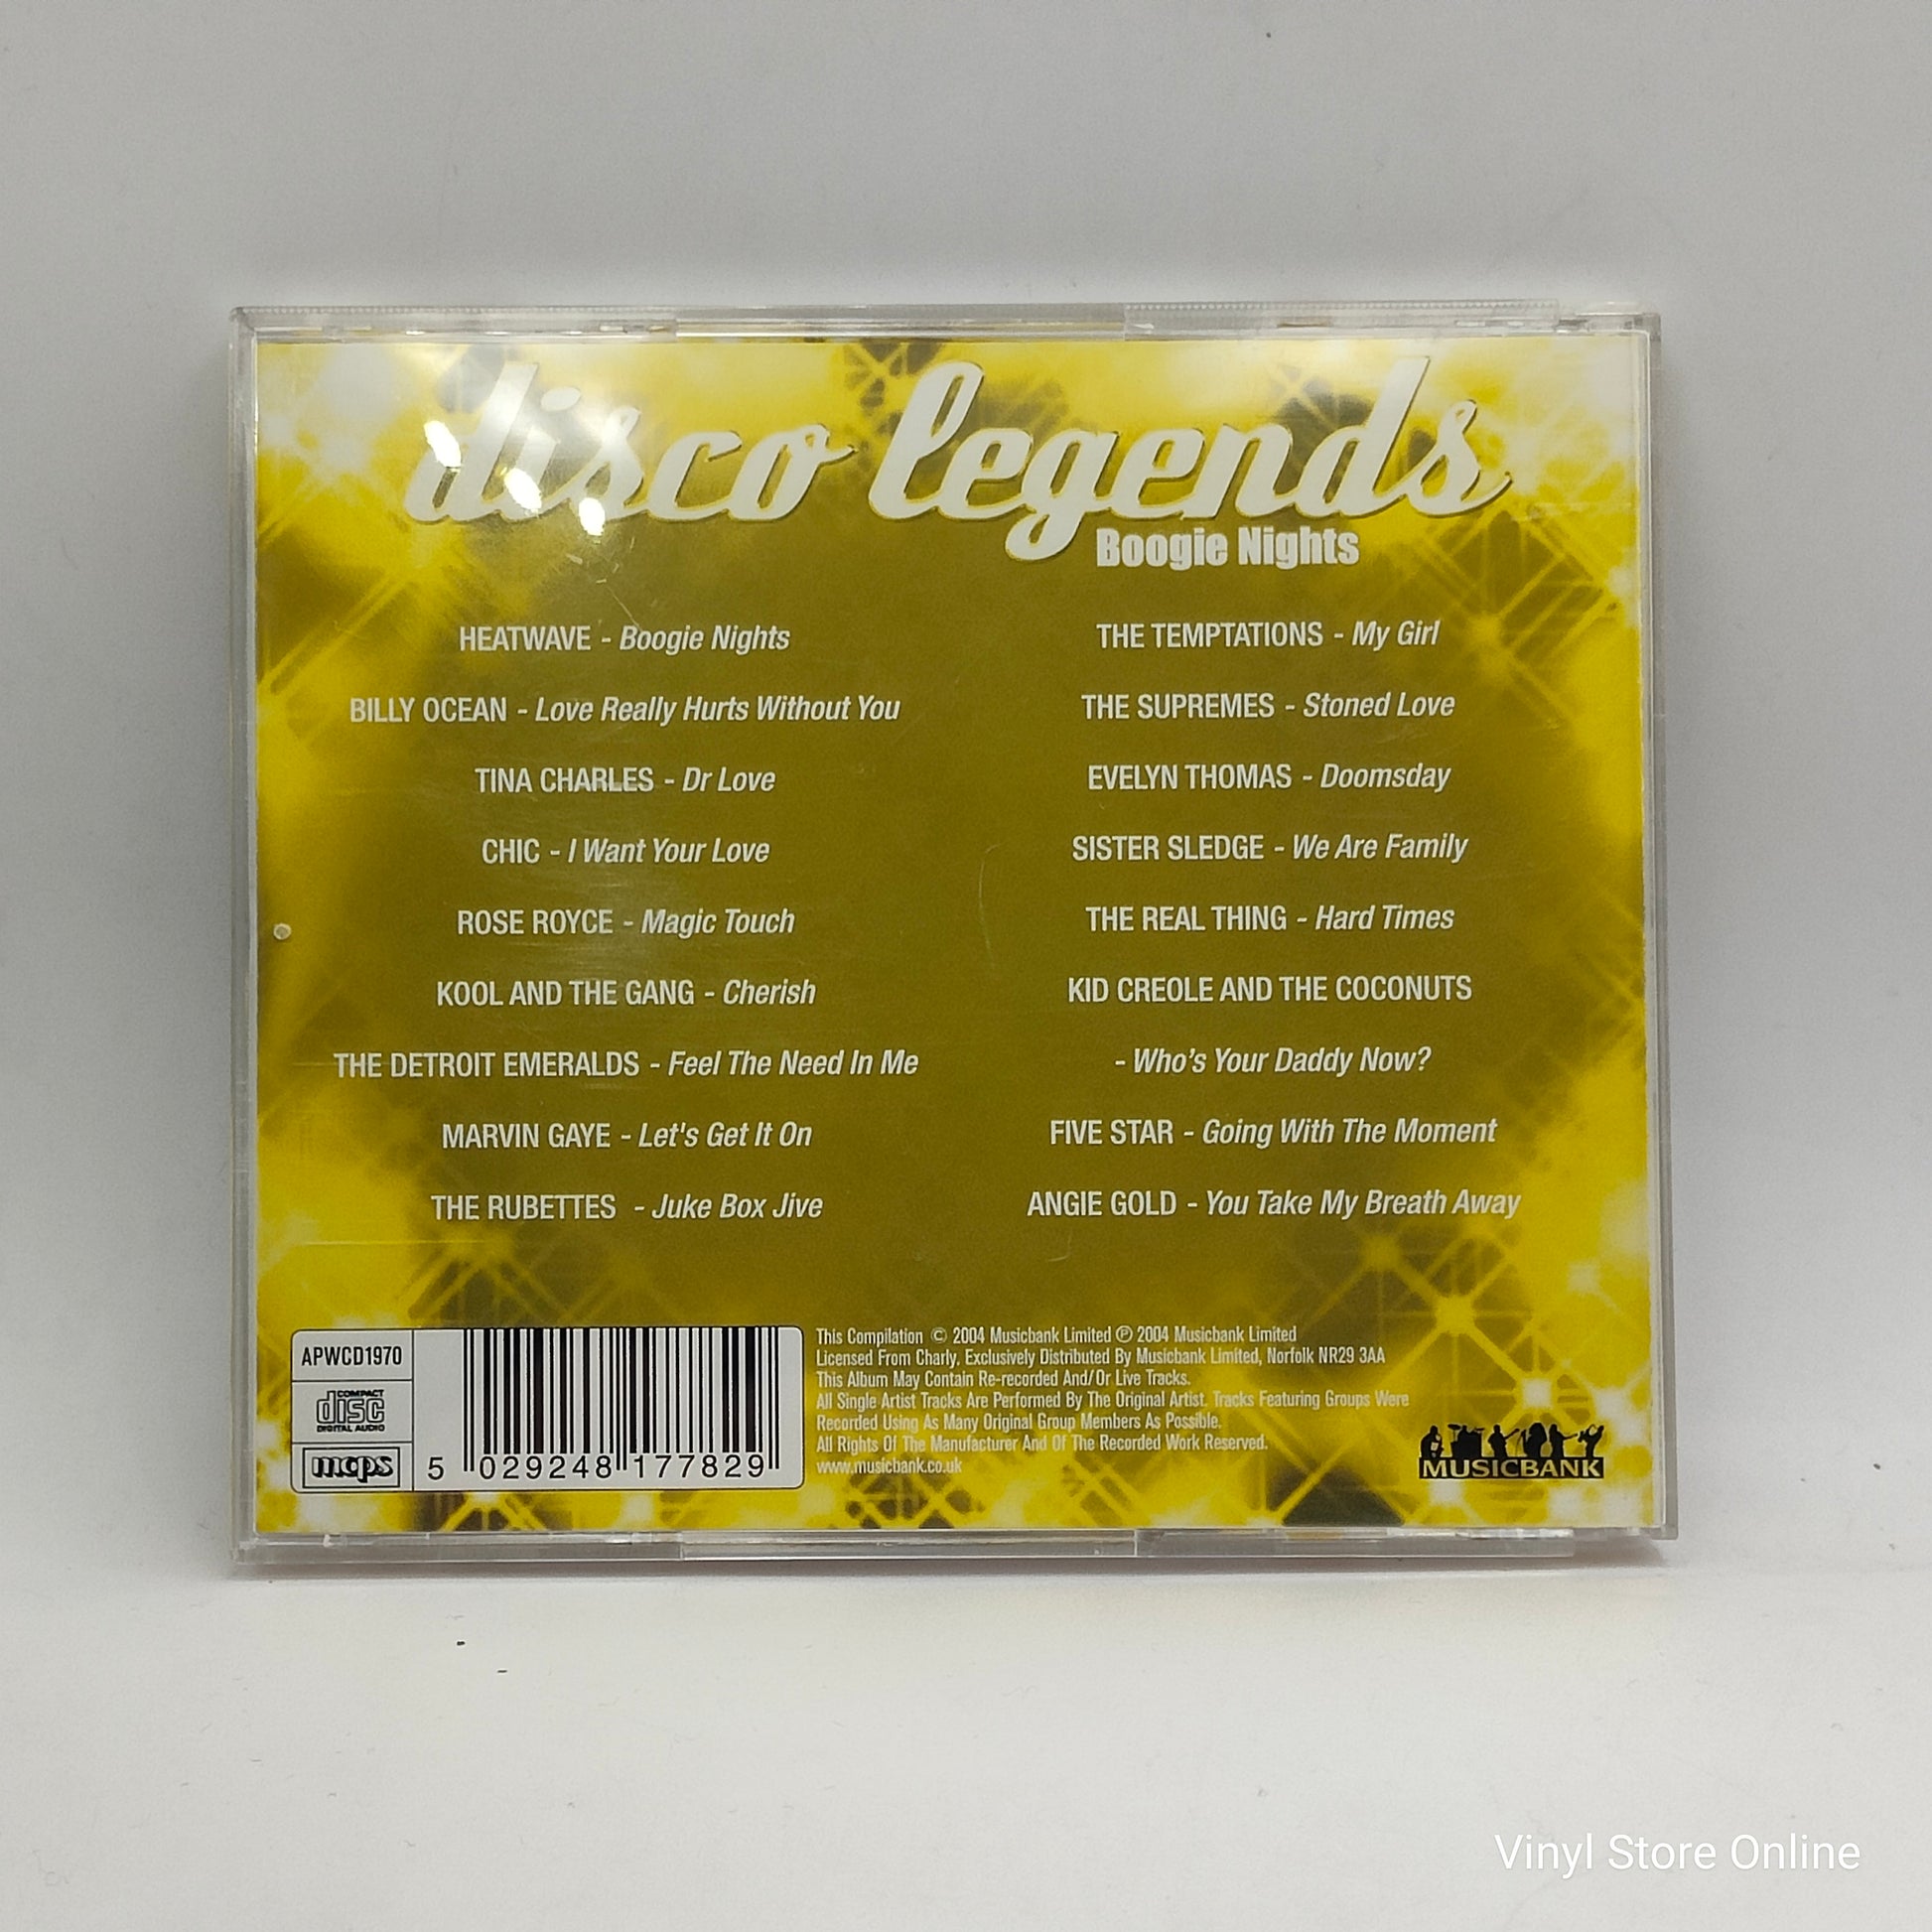 disco legends
Boogie Nights
HEATWAVE - Boogie Nights
BILLY OCEAN - Love Really Hurts Without You
TINA CHARLES - Dr Love
CHIC - I Want Your Love
ROSE ROYCE - Magic Touch
KOOL AND THE GANG - Cherish
THE DETROIT EMERALDS - Feel The Need In Me
MARVIN GAYE - Let's Get It On
THE RUBETTES - Juke Box Jive
THE TEMPTATIONS - My Girl
THE SUPREMES - Stoned Love
EVELYN THOMAS - Doomsday
SISTER SLEDGE - We Are Family
THE REAL THING - Hard Times
KID CREOLE AND THE COCONUTS
- Who's Your Daddy Now?
FIVE STAR - Going With The Moment
ANGIE GOLD - You Take My Breath Away
APWCD1970
COMPACT
disc
DIGITAL AUDIO
mcps
5 029248 177829
This Compilation © 2004 Musicbank Limited ℗ 2004 Musicbank Limited
Licensed From Charly. Exclusively Distributed By Musicbank Limited, Norfolk NR29 3AA
This Album May Contain Re-recorded And/Or Live Tracks.
All Single Artist Tracks Are Performed By The Original Artist. Tracks Featuring Groups Were
Recorded Using As Many Original Group Members As Possible.
All Rights Of The Manufacturer And Of The Recorded Work Reserved.
www.musicbank.co.uk
MUSICBANK
Vinyl Store Online